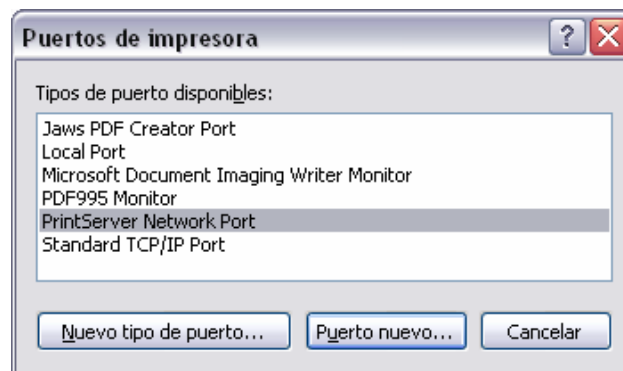 Puertos de impresora
Tipos de puerto disponibles:
Jaws PDF Creator Port
Local Port
Microsoft Document Imaging Writer Monitor
PDF995 Monitor
PrintServer Network Port
Standard TCP/IP Port
Nuevo tipo de puerto... Puerto nuevo... Cancelar